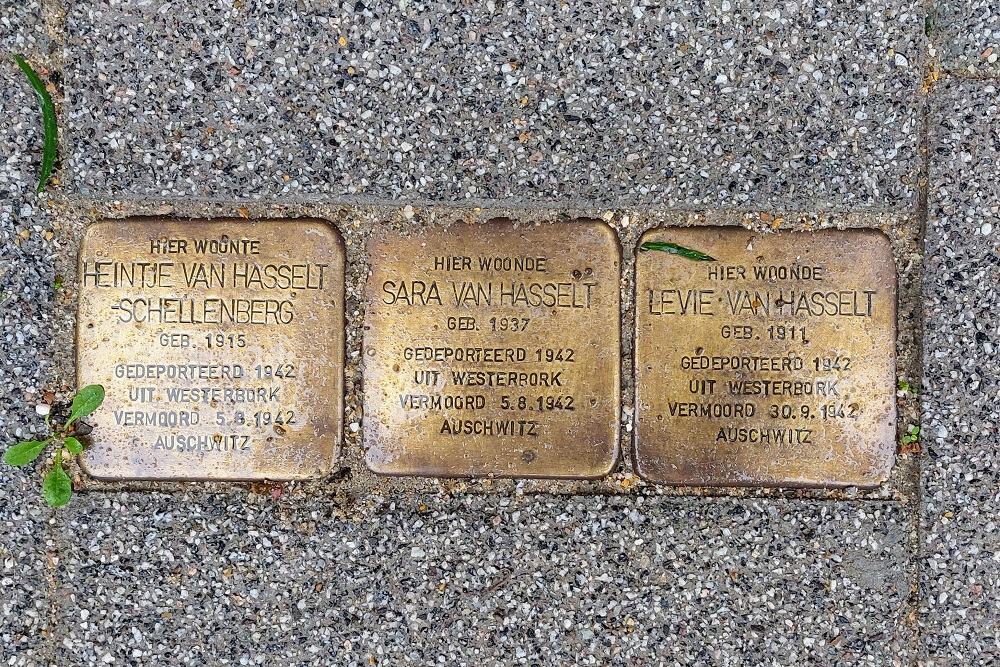 HIER WOONTE
HEINTJE VAN HASSELT
-SCHELLENBERG
GEB. 1915
GEDEPORTEERD 1942
UIT WESTERBORK
VERMOORD 5.8.1942
AUSCHWITZ
HIER WOONDE
SARA VAN HASSELT
GEB. 1937
GEDEPORTEERD 1942
UIT WESTERBORK
VERMOORD 5.8.1942
AUSCHWITZ
HIER WOONDE
LEVIE VAN HASSELT
GEB. 1911
GEDEPORTEERD 1942
UIT WESTERBORK
VERMOORD 30.9.1942
AUSCHWITZ